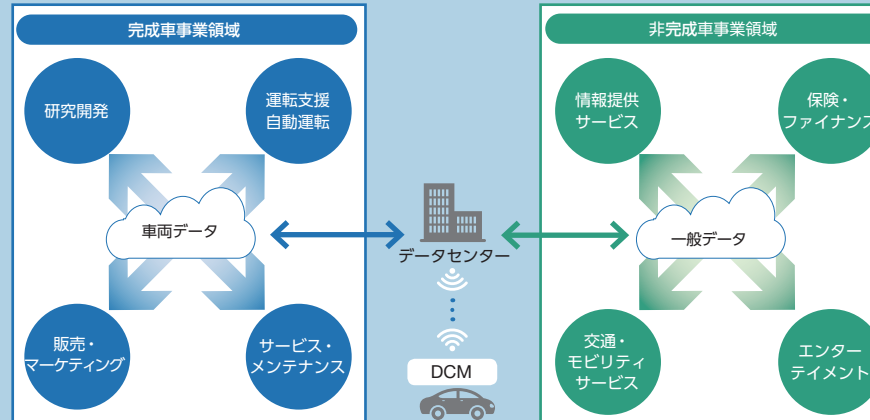 完成車事業領域
研究開発
運転支援
自動運転
車両データ
販売・
マーケティング
サービス・
メンテナンス
データセンター
DCM
非完成車事業領域
情報提供
サービス
保険・
ファイナンス
一般データ
交通・
モビリティ
サービス
エンター
テイメント